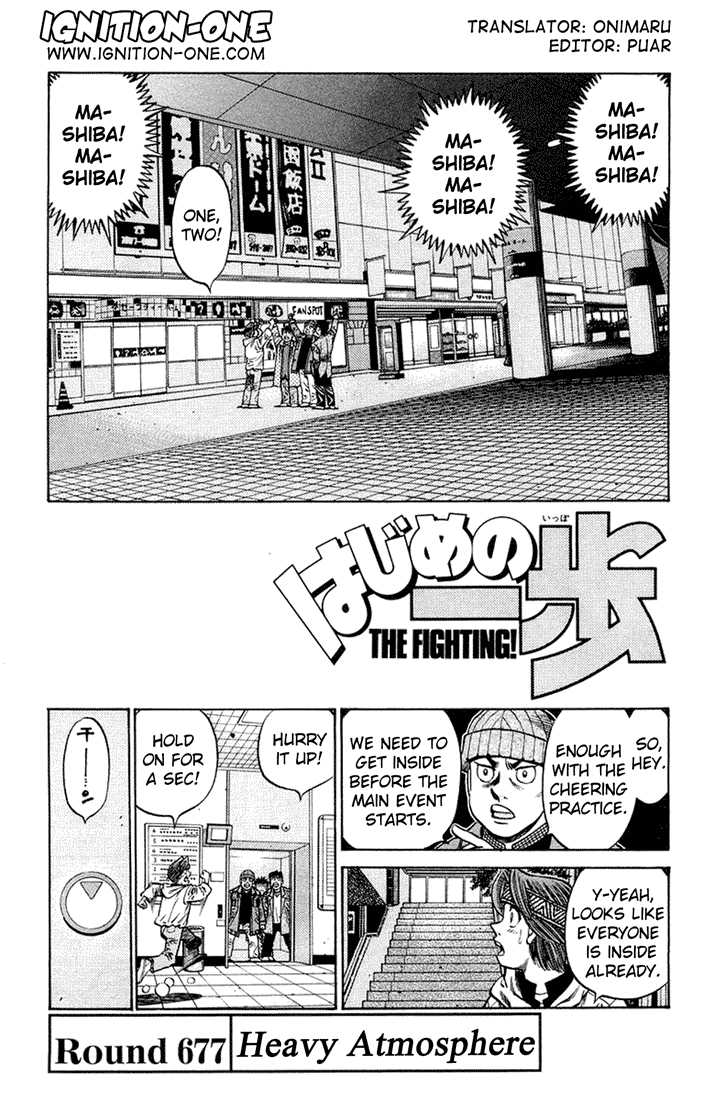 IGNITION-ONE
WWW.IGNITION-ONE.COM
TRANSLATOR: ONIMARU
EDITOR: PUAR
MA-
SHIBA!
MA-
SHIBA!
MA-
SHIBA!
MA-
SHIBA!
MA-
SHIBA!
MA-
SHIBA!
ONE,
TWO!
FANSPOT
はじめの一歩
いっぽ
THE FIGHTING!
SO,
HEY.
ENOUGH
WITH THE
CHEERING
PRACTICE.
WE NEED TO
GET INSIDE
BEFORE THE
MAIN EVENT
STARTS.
Y-YEAH,
LOOKS LIKE
EVERYONE
IS INSIDE
ALREADY.
HURRY
IT UP!
HOLD
ON FOR
A SEC!
Round 677
Heavy Atmosphere